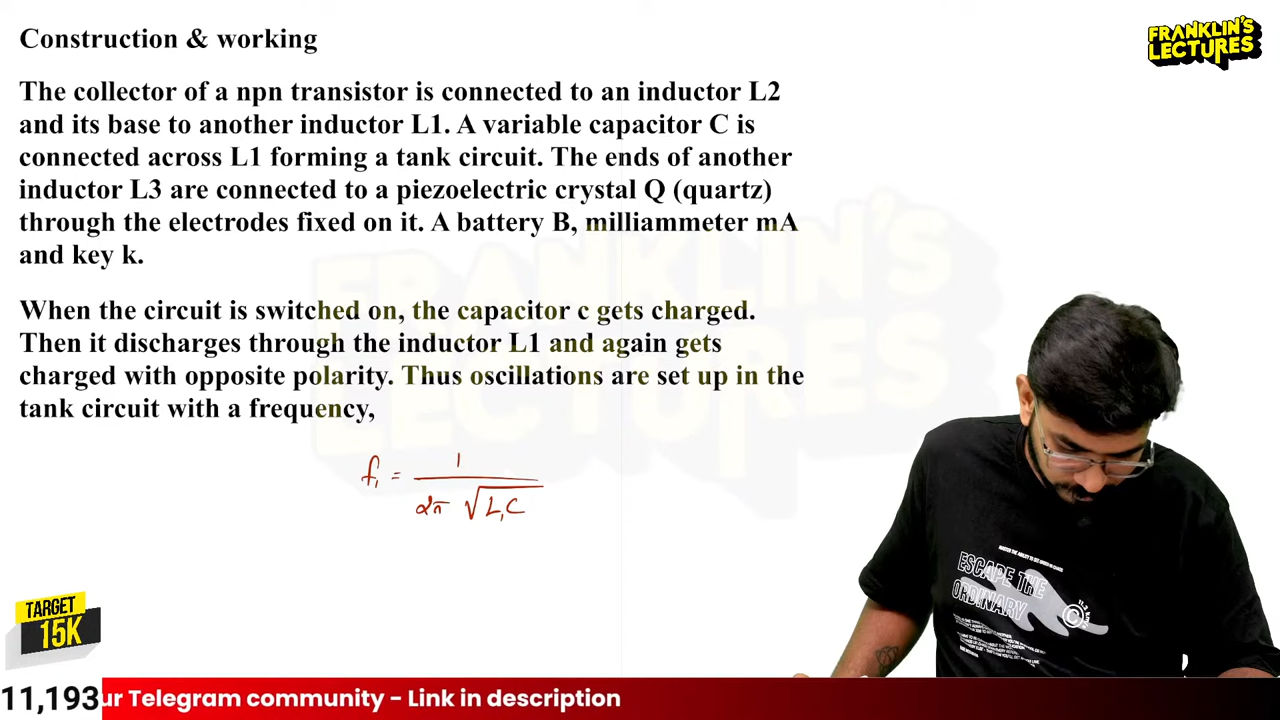 Construction & working
FRANKLIN'S
LECTURES
The collector of a npn transistor is connected to an inductor L2
and its base to another inductor L1. A variable capacitor C is
connected across L1 forming a tank circuit. The ends of another
inductor L3 are connected to a piezoelectric crystal Q (quartz)
through the electrodes fixed on it. A battery B, milliammeter mA
and key k.
When the circuit is switched on, the capacitor c gets charged.
Then it discharges through the inductor L1 and again gets
charged with opposite polarity. Thus oscillations are set up in the
tank circuit with a frequency,
FRANKLIN'S
LECTURES
f₁ = 1 / 2π √L₁C
ESCAPE THE
ORDINARY
TARGET
15K
11,193
ur Telegram community – Link in description